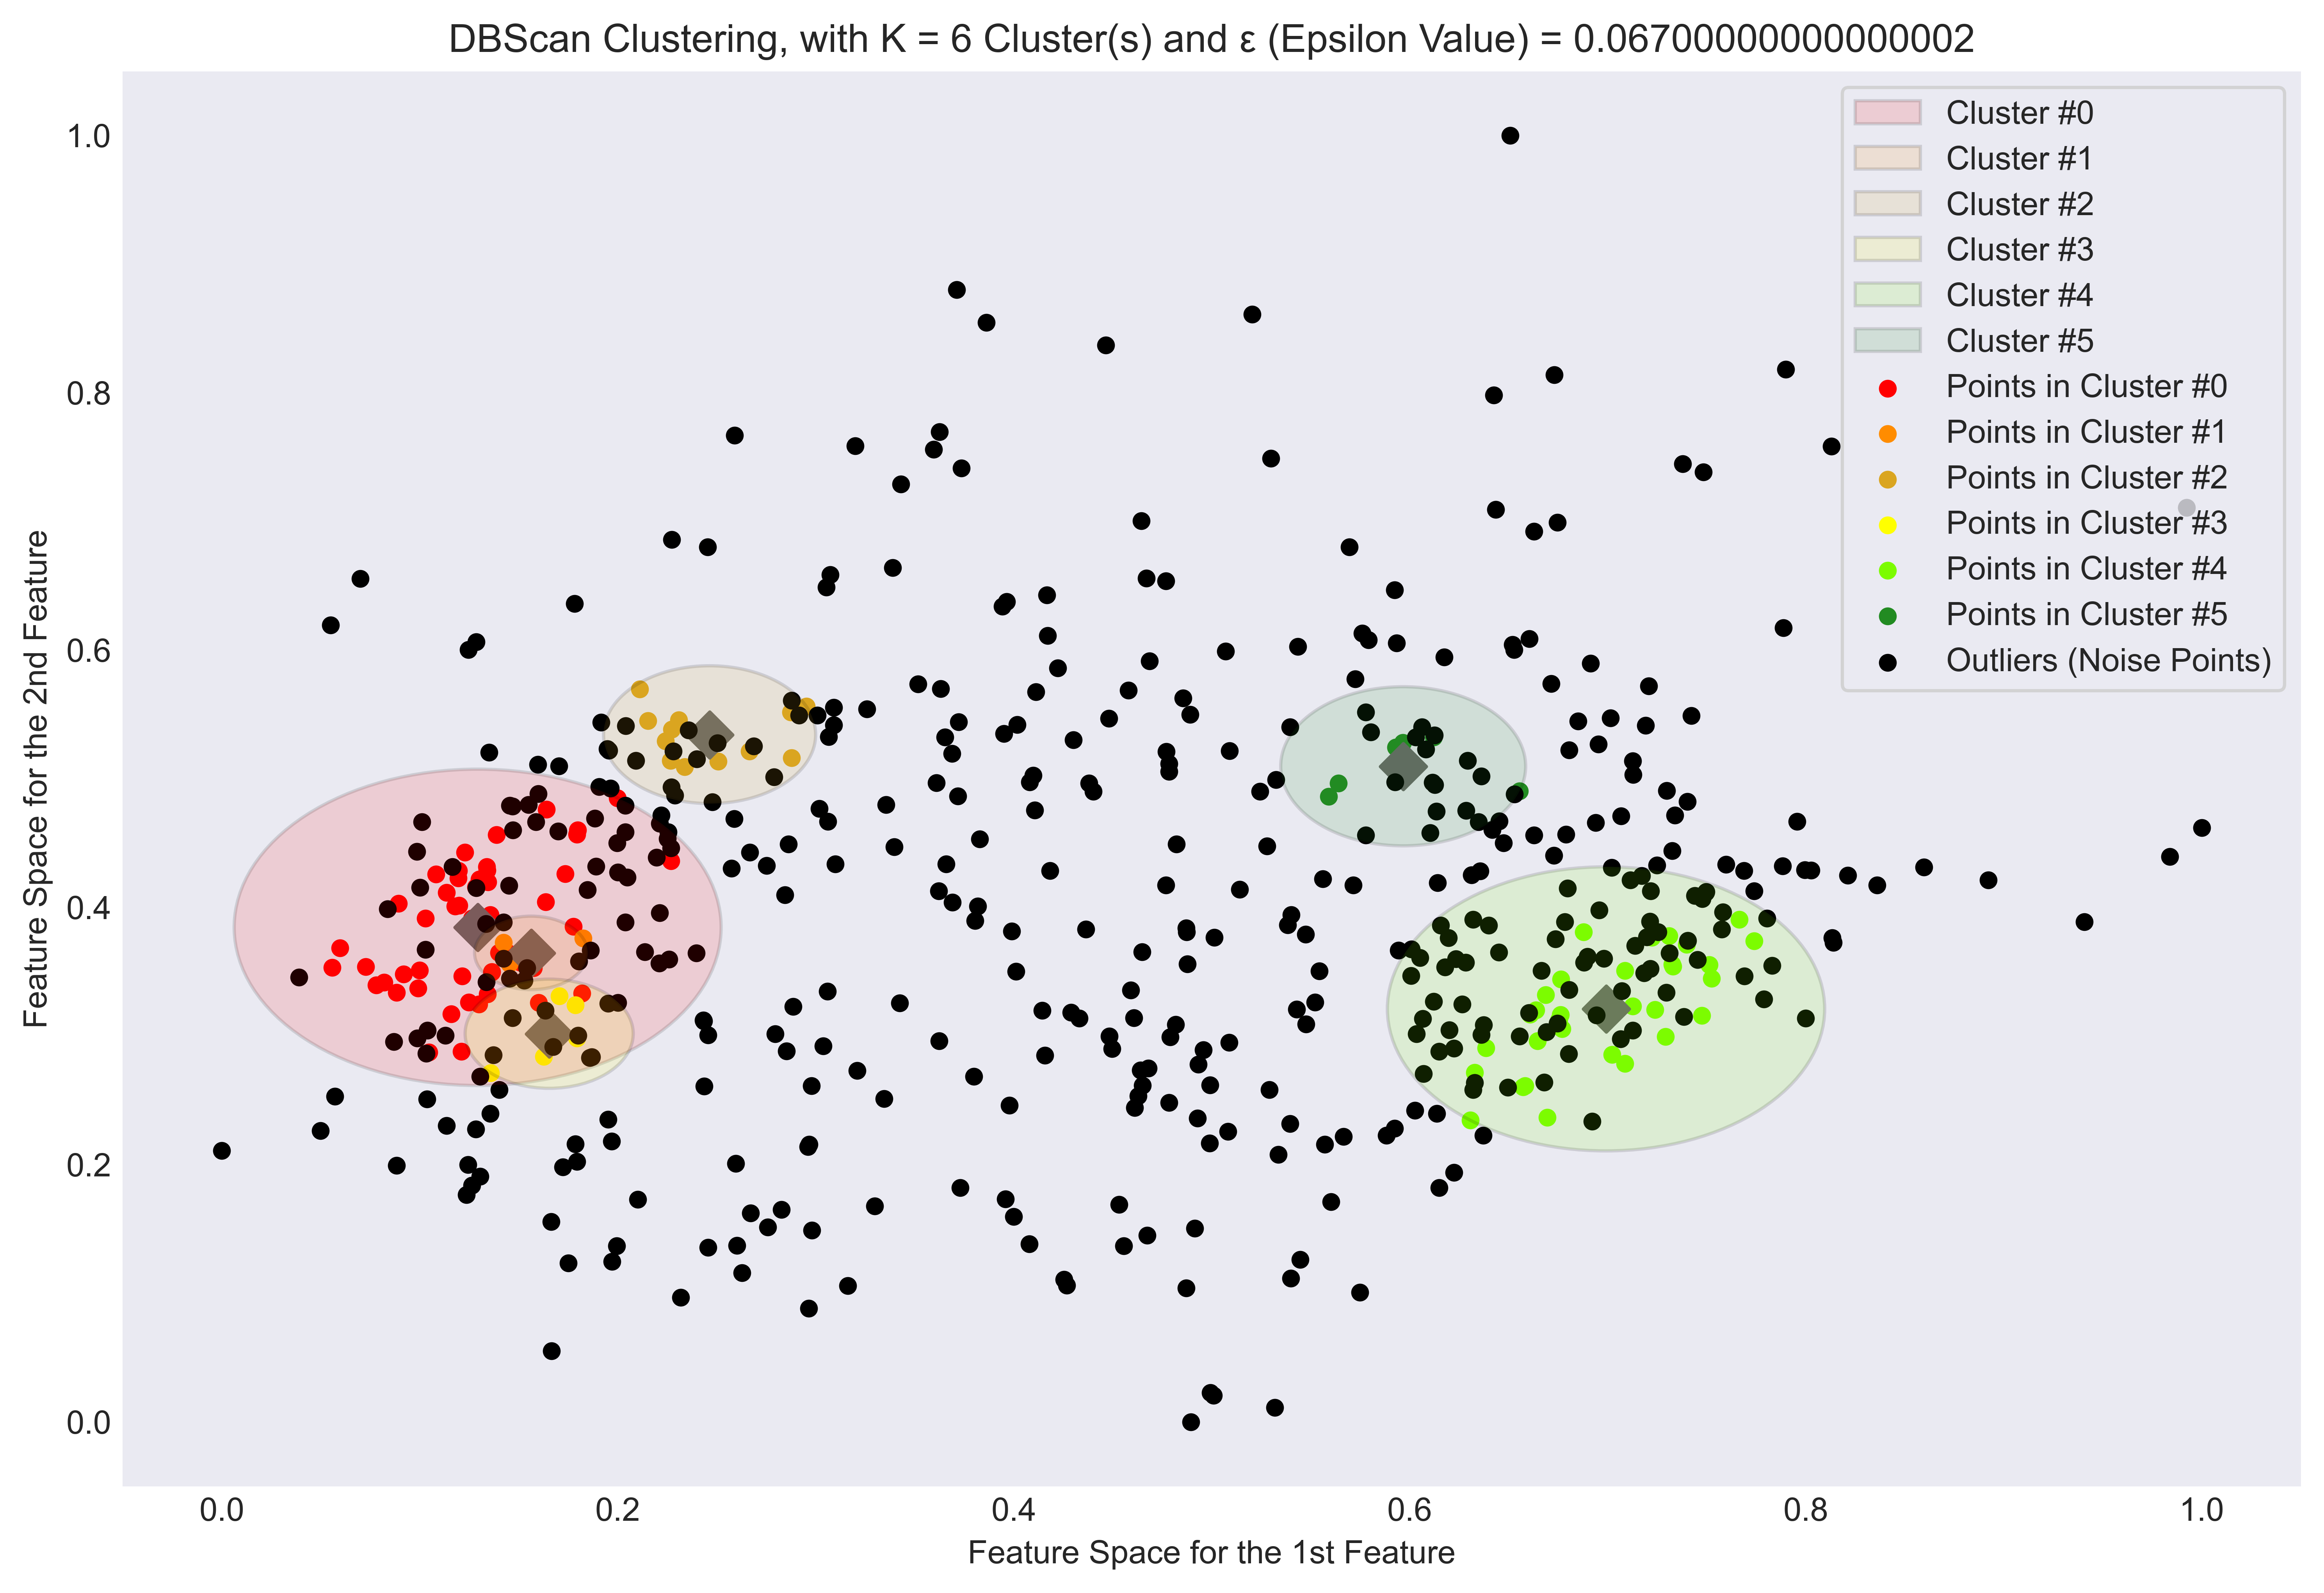 DBScan Clustering, with K = 6 Cluster(s) and ε (Epsilon Value) = 0.06700000000000002
Cluster #0
Cluster #1
Cluster #2
Cluster #3
Cluster #4
Cluster #5
Points in Cluster #0
Points in Cluster #1
Points in Cluster #2
Points in Cluster #3
Points in Cluster #4
Points in Cluster #5
Outliers (Noise Points)
Feature Space for the 2nd Feature
1.0
0.8
0.6
0.4
0.2
0.0
0.0 0.2 0.4 0.6 0.8 1.0
Feature Space for the 1st Feature